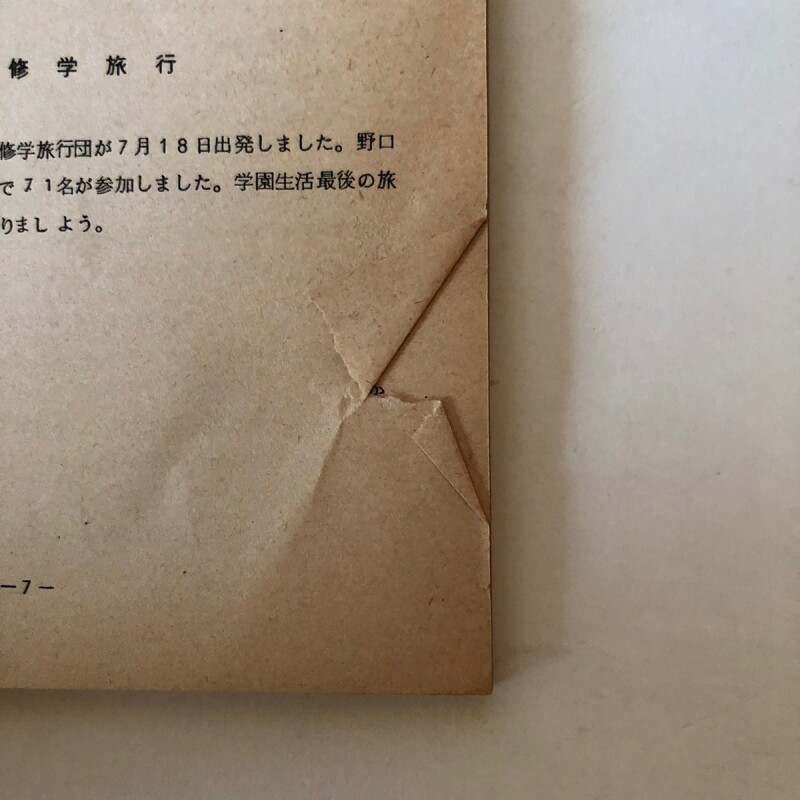 修学旅行
修学旅行団が7月18日出発しました。野口
で71名が参加しました。学園生活最後の旅
りましよう。
か
—7—